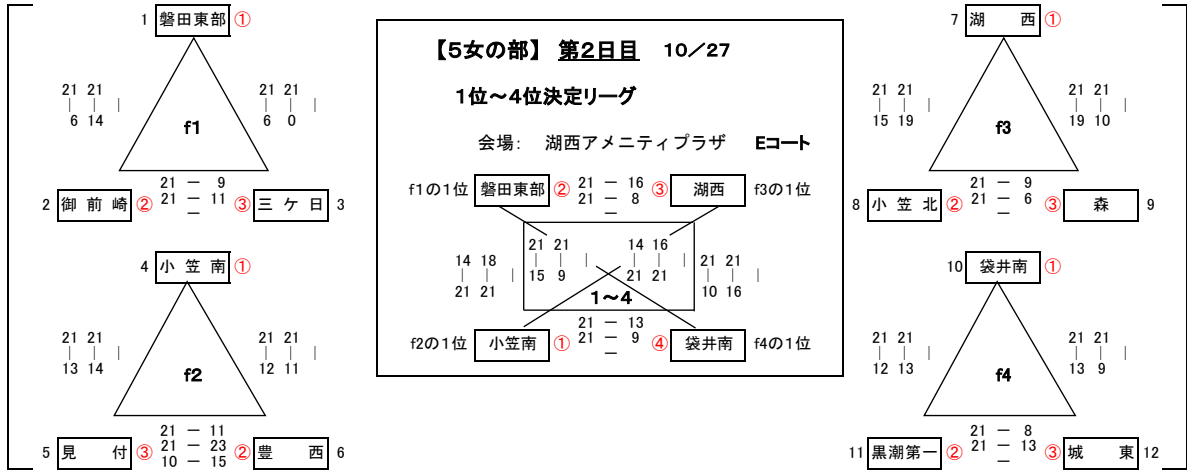 1 磐田東部 ①
21 21
| | |
6 14
21 21
| | |
6 0
f1
21 － 9
21 － 11
－
2 御前崎 ②
③ 三ケ日 3
4 小笠南 ①
21 21
| | |
13 14
21 21
| | |
12 11
f2
21 － 11
21 － 23
10 － 15
5 見付 ③
② 豊西 6
【5女の部】 第2日目 10／27
1位～4位決定リーグ
会場： 湖西アメニティプラザ Eコート
f1の1位 磐田東部 ②
21 － 16
21 － 8
－
③ 湖西 f3の1位
14 18
| | |
21 21
21 21
| | |
15 9
14 16
| | |
21 21
21 21
| | |
10 16
1～4
21 － 13
21 － 9
－
f2の1位 小笠南 ①
④ 袋井南 f4の1位
7 湖西 ①
21 21
| | |
15 19
21 21
| | |
19 10
f3
21 － 9
21 － 6
－
8 小笠北 ②
③ 森 9
10 袋井南 ①
21 21
| | |
12 13
21 21
| | |
13 9
f4
21 － 8
21 － 13
－
11 黒潮第一 ②
③ 城東 12